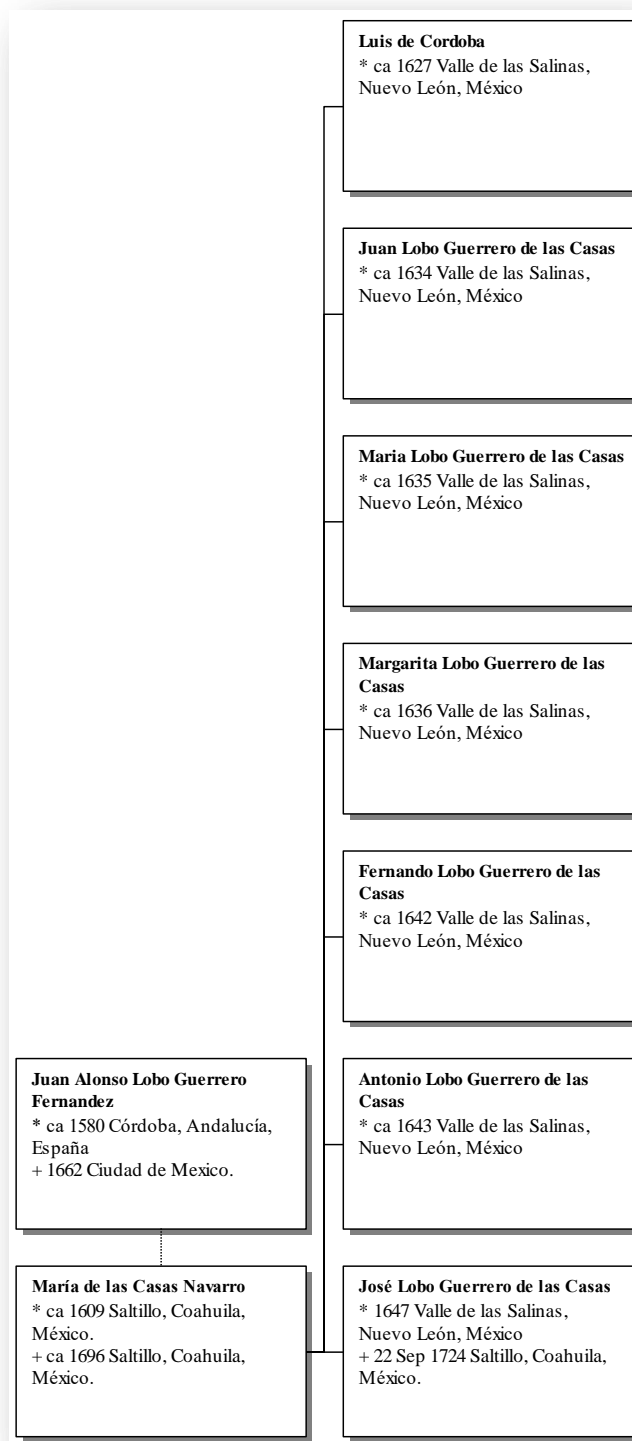 Luis de Cordoba
* ca 1627 Valle de las Salinas,
Nuevo León, México
Juan Lobo Guerrero de las Casas
* ca 1634 Valle de las Salinas,
Nuevo León, México
Maria Lobo Guerrero de las Casas
* ca 1635 Valle de las Salinas,
Nuevo León, México
Margarita Lobo Guerrero de las
Casas
* ca 1636 Valle de las Salinas,
Nuevo León, México
Fernando Lobo Guerrero de las
Casas
* ca 1642 Valle de las Salinas,
Nuevo León, México
Juan Alonso Lobo Guerrero
Fernandez
* ca 1580 Córdoba, Andalucía,
España
+ 1662 Ciudad de Mexico.
Antonio Lobo Guerrero de las
Casas
* ca 1643 Valle de las Salinas,
Nuevo León, México
María de las Casas Navarro
* ca 1609 Saltillo, Coahuila,
México.
+ ca 1696 Saltillo, Coahuila,
México.
José Lobo Guerrero de las Casas
* 1647 Valle de las Salinas,
Nuevo León, México
+ 22 Sep 1724 Saltillo, Coahuila,
México.